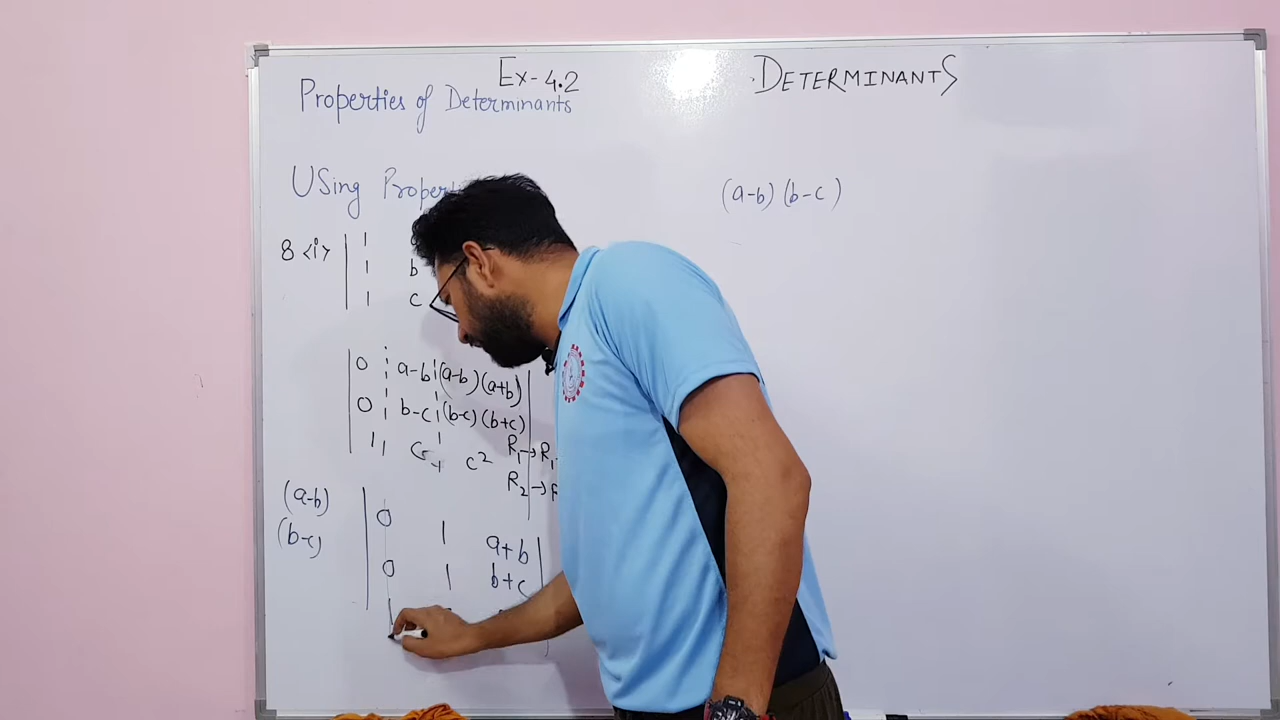 Ex-4.2
DETERMINANTS
Properties of Determinants
USing
(a-b) (b-c)
8 <i> | 1
| 1 b
| 1 c
| 0 a-b (a-b) (a+b) |
| 0 b-c (b-c) (b+c) |
| 1 c c² |
R₁→R₁
R₂→R
(a-b) | 0 1 a+b |
(b-c) | 0 1 b+c |